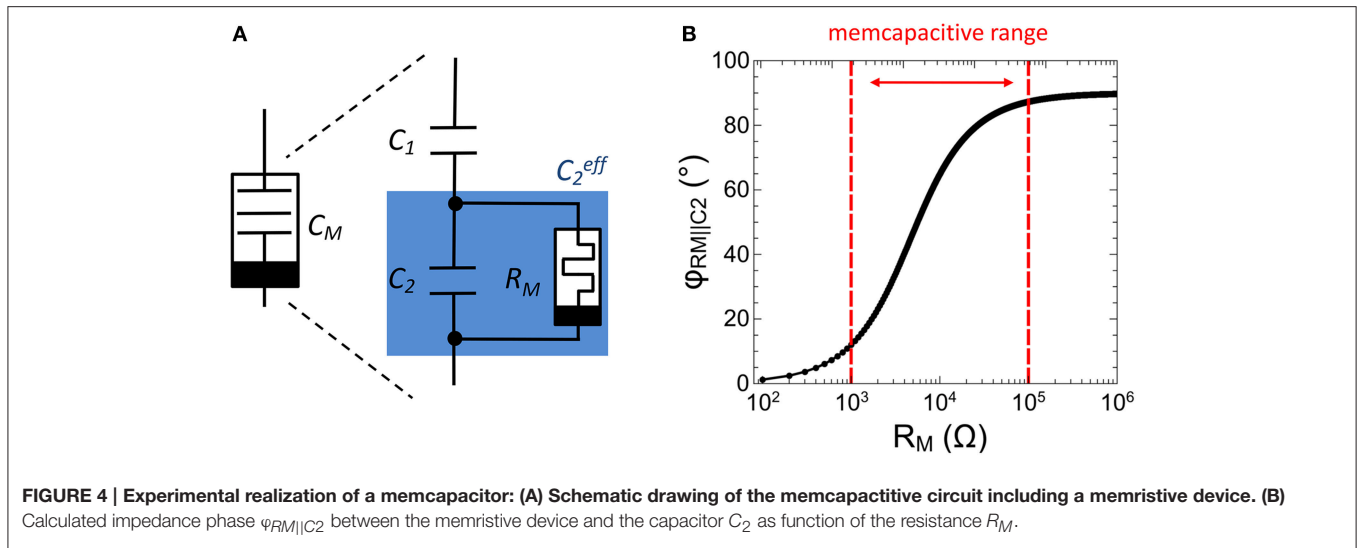 A
C1
C2eff
CM
C2
RM
B
memcapacitive range
100
80
60
40
20
0
φRM||C2 (°)
10^2
10^3
10^4
10^5
10^6
RM (Ω)
FIGURE 4 | Experimental realization of a memcapacitor: (A) Schematic drawing of the memcapactitive circuit including a memristive device. (B)
Calculated impedance phase φRM||C2 between the memristive device and the capacitor C2 as function of the resistance RM.